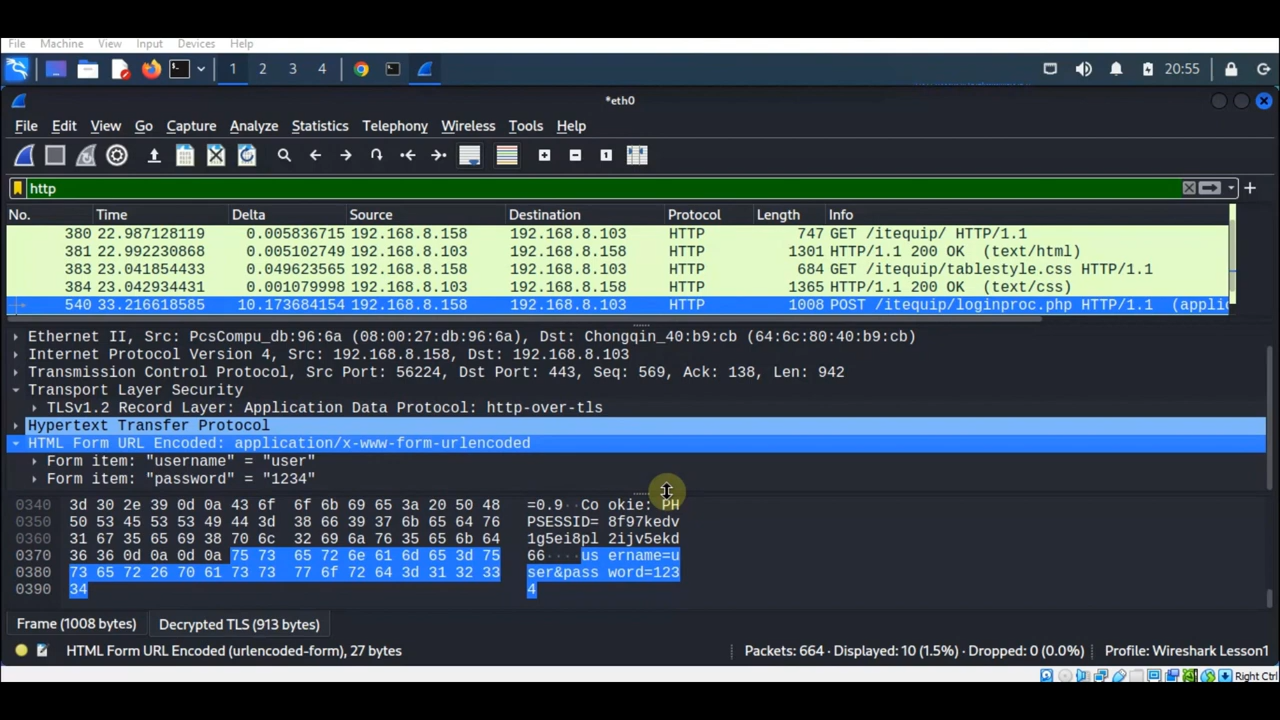 File Machine View Input Devices Help
1 2 3 4 20:55
*eth0
File Edit View Go Capture Analyze Statistics Telephony Wireless Tools Help
http
No. Time Delta Source Destination Protocol Length Info
380 22.987128119 0.005836715 192.168.8.158 192.168.8.103 HTTP 747 GET /itequip/ HTTP/1.1
381 22.992230868 0.005102749 192.168.8.103 192.168.8.158 HTTP 1301 HTTP/1.1 200 OK (text/html)
383 23.041854433 0.049623565 192.168.8.158 192.168.8.103 HTTP 684 GET /itequip/tablestyle.css HTTP/1.1
384 23.042934431 0.001079998 192.168.8.103 192.168.8.158 HTTP 1365 HTTP/1.1 200 OK (text/css)
540 33.216618585 10.173684154 192.168.8.158 192.168.8.103 HTTP 1008 POST /itequip/loginproc.php HTTP/1.1 (applic
Ethernet II, Src: PcsCompu_db:96:6a (08:00:27:db:96:6a), Dst: Chongqin_40:b9:cb (64:6c:80:40:b9:cb)
Internet Protocol Version 4, Src: 192.168.8.158, Dst: 192.168.8.103
Transmission Control Protocol, Src Port: 56224, Dst Port: 443, Seq: 569, Ack: 138, Len: 942
Transport Layer Security
TLSv1.2 Record Layer: Application Data Protocol: http-over-tls
Hypertext Transfer Protocol
HTML Form URL Encoded: application/x-www-form-urlencoded
Form item: "username" = "user"
Form item: "password" = "1234"
0340 3d 30 2e 39 0d 0a 43 6f 6f 6b 69 65 3a 20 50 48 =0.9··Co okie: PH
0350 50 53 45 53 53 49 44 3d 38 66 39 37 6b 65 64 76 PSESSID= 8f97kedv
0360 31 67 35 65 69 38 70 6c 32 69 6a 76 35 65 6b 64 1g5ei8pl 2ijv5ekd
0370 36 36 0d 0a 0d 0a 75 73 65 72 6e 61 6d 65 3d 75 66····us ername=u
0380 73 65 72 26 70 61 73 73 77 6f 72 64 3d 31 32 33 ser&pass word=123
0390 34 4
Frame (1008 bytes) Decrypted TLS (913 bytes)
HTML Form URL Encoded (urlencoded-form), 27 bytes Packets: 664 · Displayed: 10 (1.5%) · Dropped: 0 (0.0%) Profile: Wireshark Lesson1
Right Ctrl